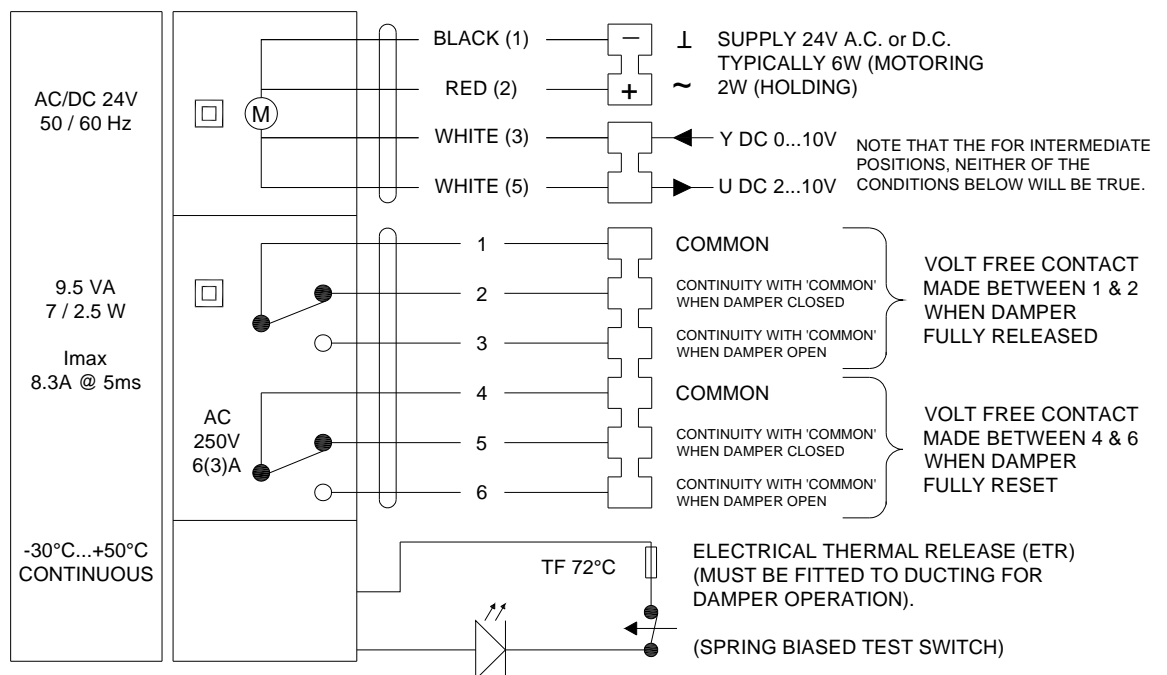 AC/DC 24V
50 / 60 Hz
9.5 VA
7 / 2.5 W
Imax
8.3A @ 5ms
-30°C...+50°C
CONTINUOUS
M
AC
250V
6(3)A
BLACK (1)
RED (2)
WHITE (3)
WHITE (5)
−
+
⊥
~
SUPPLY 24V A.C. or D.C.
TYPICALLY 6W (MOTORING
2W (HOLDING)
Y DC 0...10V
U DC 2...10V
NOTE THAT THE FOR INTERMEDIATE
POSITIONS, NEITHER OF THE
CONDITIONS BELOW WILL BE TRUE.
1
COMMON
2
CONTINUITY WITH 'COMMON'
WHEN DAMPER CLOSED
3
CONTINUITY WITH 'COMMON'
WHEN DAMPER OPEN
VOLT FREE CONTACT
MADE BETWEEN 1 & 2
WHEN DAMPER
FULLY RELEASED
4
COMMON
5
CONTINUITY WITH 'COMMON'
WHEN DAMPER CLOSED
6
CONTINUITY WITH 'COMMON'
WHEN DAMPER OPEN
VOLT FREE CONTACT
MADE BETWEEN 4 & 6
WHEN DAMPER
FULLY RESET
TF 72°C
ELECTRICAL THERMAL RELEASE (ETR)
(MUST BE FITTED TO DUCTING FOR
DAMPER OPERATION).
(SPRING BIASED TEST SWITCH)